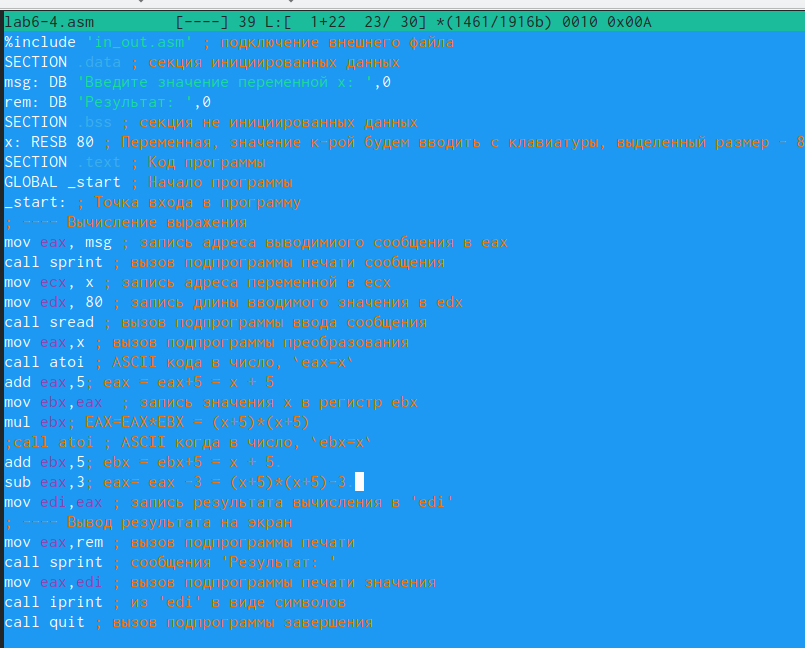 lab6-4.asm [----] 39 L:[ 1+22 23/ 30] *(1461/1916b) 0010 0x00A
%include 'in_out.asm' ; подключение внешнего файла
SECTION .data ; секция инициированных данных
msg: DB 'Введите значение переменной х: ',0
rem: DB 'Результат: ',0
SECTION .bss ; секция не инициированных данных
x: RESB 80 ; Переменная, значение к-рой будем вводить с клавиатуры, выделенный размер - 8
SECTION .text ; Код программы
GLOBAL _start ; Начало программы
_start: ; Точка входа в программу
; ---- Вычисление выражения
mov eax, msg ; запись адреса выводимиого сообщения в eax
call sprint ; вызов подпрограммы печати сообщения
mov ecx, x ; запись адреса переменной в ecx
mov edx, 80 ; запись длины вводимого значения в edx
call sread ; вызов подпрограммы ввода сообщения
mov eax,x ; вызов подпрограммы преобразования
call atoi ; ASCII кода в число, `eax=x`
add eax,5; eax = eax+5 = x + 5
mov ebx,eax ; запись значения х в регистр ebx
mul ebx; EAX=EAX*EBX = (x+5)*(x+5)
;call atoi ; ASCII когда в число, `ebx=x`
add ebx,5; ebx = ebx+5 = x + 5.
sub eax,3; eax= eax -3 = (x+5)*(x+5)-3
mov edi,eax ; запись результата вычисления в 'edi'
; ---- Вывод результата на экран
mov eax,rem ; вызов подпрограммы печати
call sprint ; сообщения 'Результат: '
mov eax,edi ; вызов подпрограммы печати значения
call iprint ; из 'edi' в виде символов
call quit ; вызов подпрограммы завершения